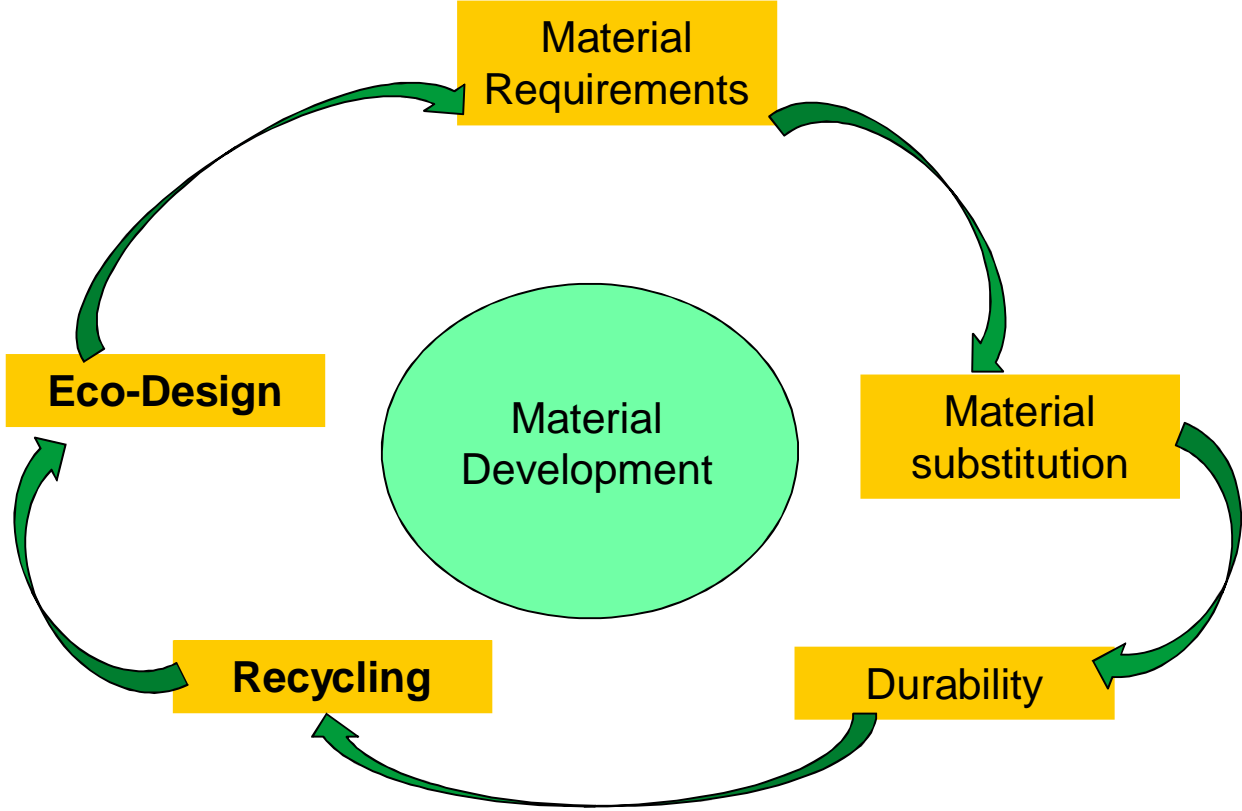 Material
Requirements
Eco-Design
Material
Development
Material
substitution
Recycling
Durability